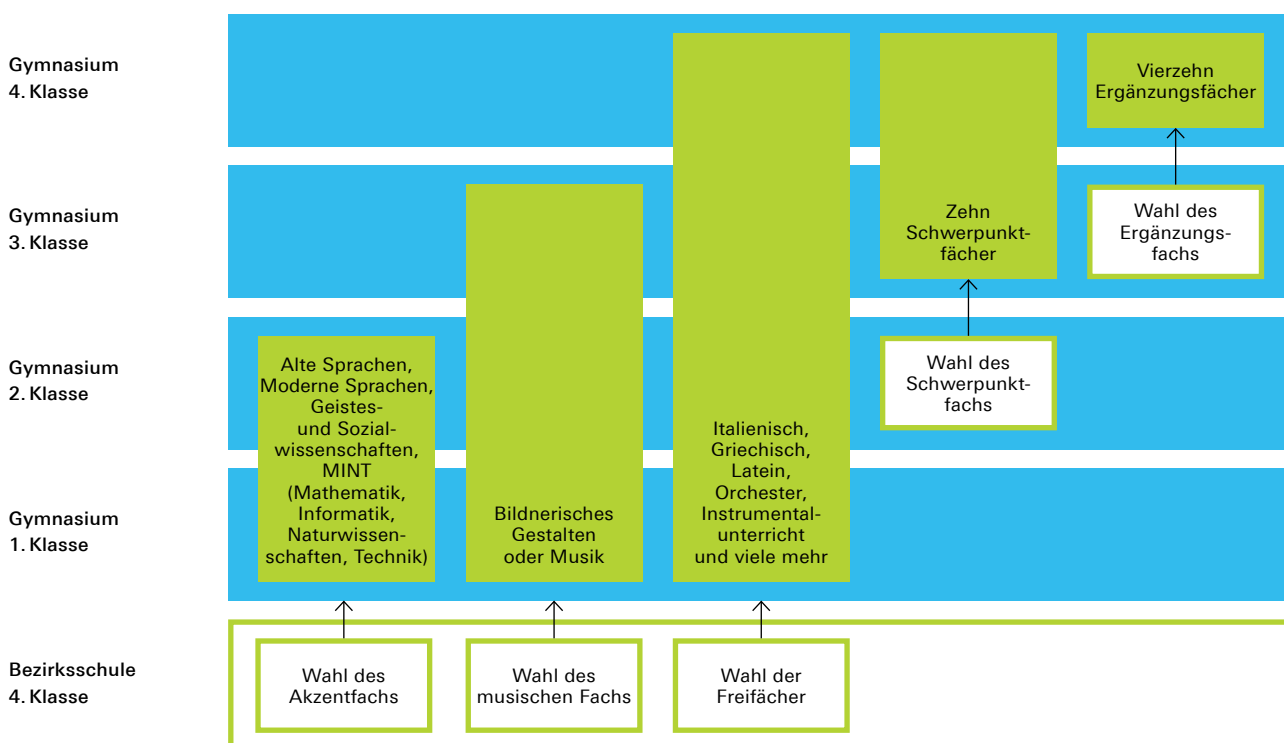 Gymnasium
4. Klasse
Vierzehn
Ergänzungsfächer
Gymnasium
3. Klasse
Zehn
Schwerpunkt-
fächer
Wahl des
Ergänzungs-
fachs
Gymnasium
2. Klasse
Alte Sprachen,
Moderne Sprachen,
Geistes-
und Sozial-
wissenschaften,
MINT
(Mathematik,
Informatik,
Naturwissen-
schaften, Technik)
Wahl des
Schwerpunkt-
fachs
Gymnasium
1. Klasse
Bildnerisches
Gestalten
oder Musik
Italienisch,
Griechisch,
Latein,
Orchester,
Instrumental-
unterricht
und viele mehr
Bezirksschule
4. Klasse
Wahl des
Akzentfachs
Wahl des
musischen Fachs
Wahl der
Freifächer